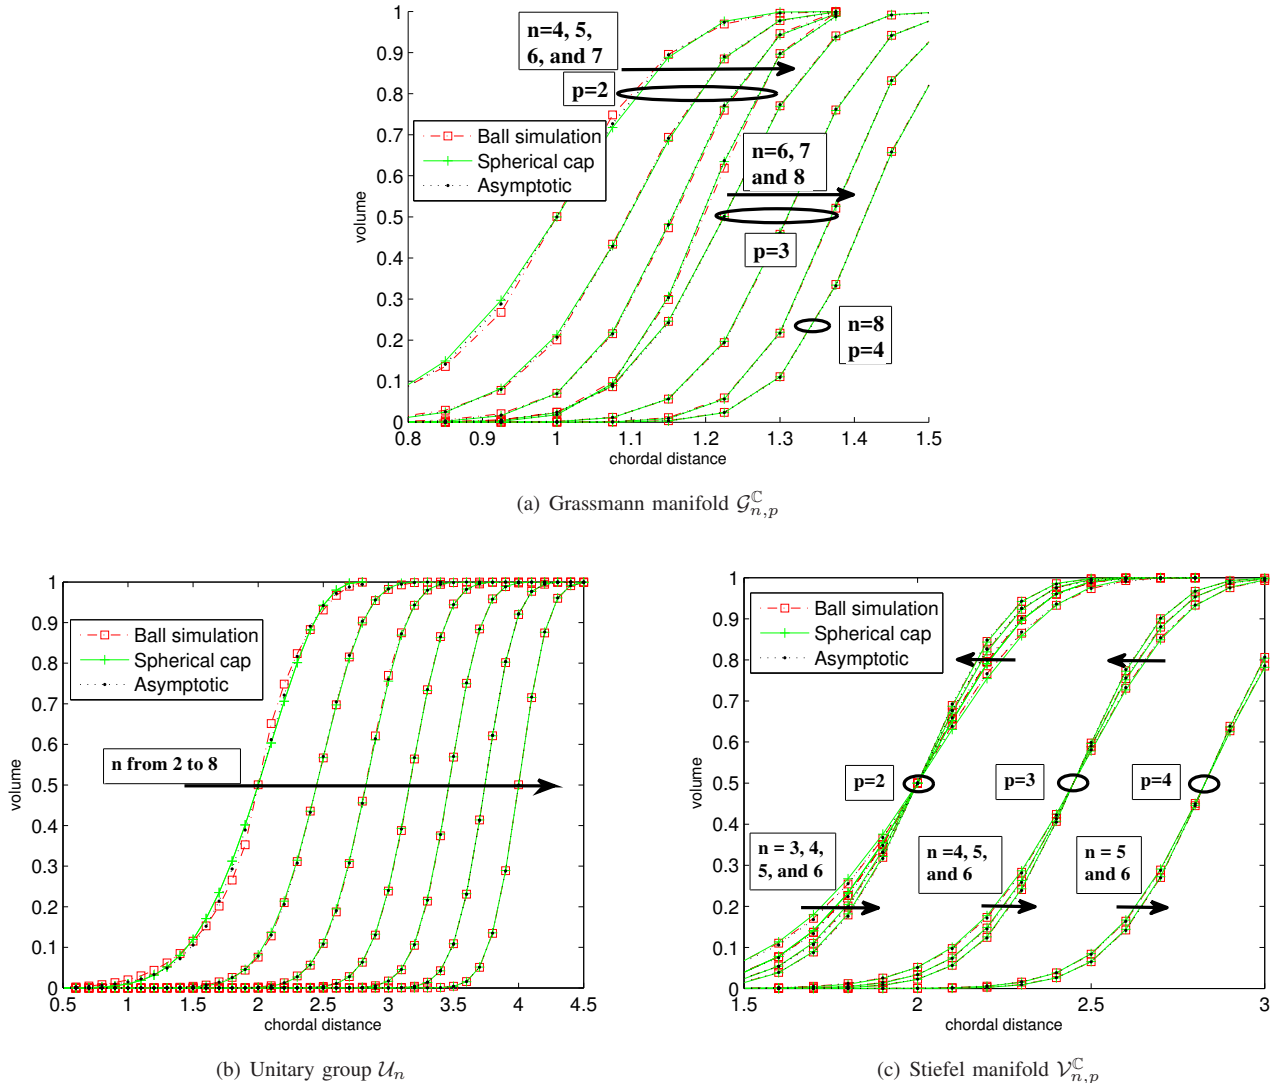 1
0.9
0.8
0.7
0.6
0.5
0.4
0.3
0.2
0.1
0
volume
n=4, 5,
6, and 7
p=2
Ball simulation
Spherical cap
Asymptotic
n=6, 7
and 8
p=3
n=8
p=4
0.8 0.9 1 1.1 1.2 1.3 1.4 1.5
chordal distance
(a) Grassmann manifold $\mathcal{G}_{n,p}^{\mathbb{C}}$
1
0.9
0.8
0.7
0.6
0.5
0.4
0.3
0.2
0.1
0
volume
Ball simulation
Spherical cap
Asymptotic
n from 2 to 8
0.5 1 1.5 2 2.5 3 3.5 4 4.5
chordal distance
(b) Unitary group $\mathcal{U}_n$
1
0.9
0.8
0.7
0.6
0.5
0.4
0.3
0.2
0.1
0
volume
Ball simulation
Spherical cap
Asymptotic
p=2
p=3
p=4
n = 3, 4,
5, and 6
n =4, 5,
and 6
n = 5
and 6
1.5 2 2.5 3
chordal distance
(c) Stiefel manifold $\mathcal{V}_{n,p}^{\mathbb{C}}$